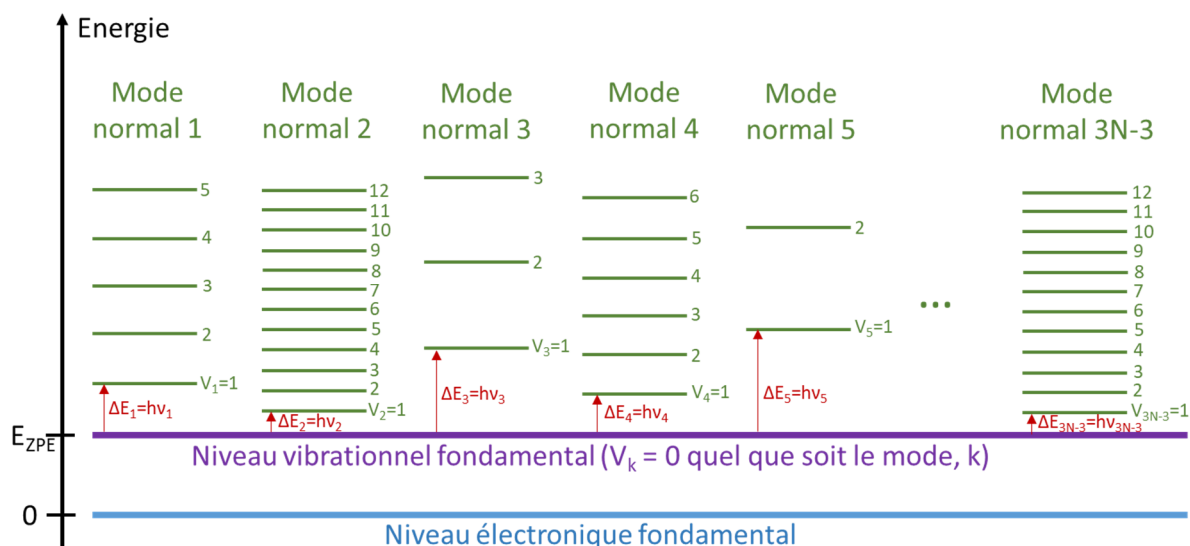 Energie
Mode normal 1
Mode normal 2
Mode normal 3
Mode normal 4
Mode normal 5
Mode normal 3N-3
5
4
3
2
V₁=1
ΔE₁=hν₁
12
11
10
9
8
7
6
5
4
3
2
V₂=1
ΔE₂=hν₂
3
2
V₃=1
ΔE₃=hν₃
6
5
4
3
2
V₄=1
ΔE₄=hν₄
2
V₅=1
ΔE₅=hν₅
...
12
11
10
9
8
7
6
5
4
3
2
1
V₃N₋₃=1
ΔE₃N₋₃=hν₃N₋₃
E_ZPE
Niveau vibrationnel fondamental (Vₖ = 0 quel que soit le mode, k)
0
Niveau électronique fondamental